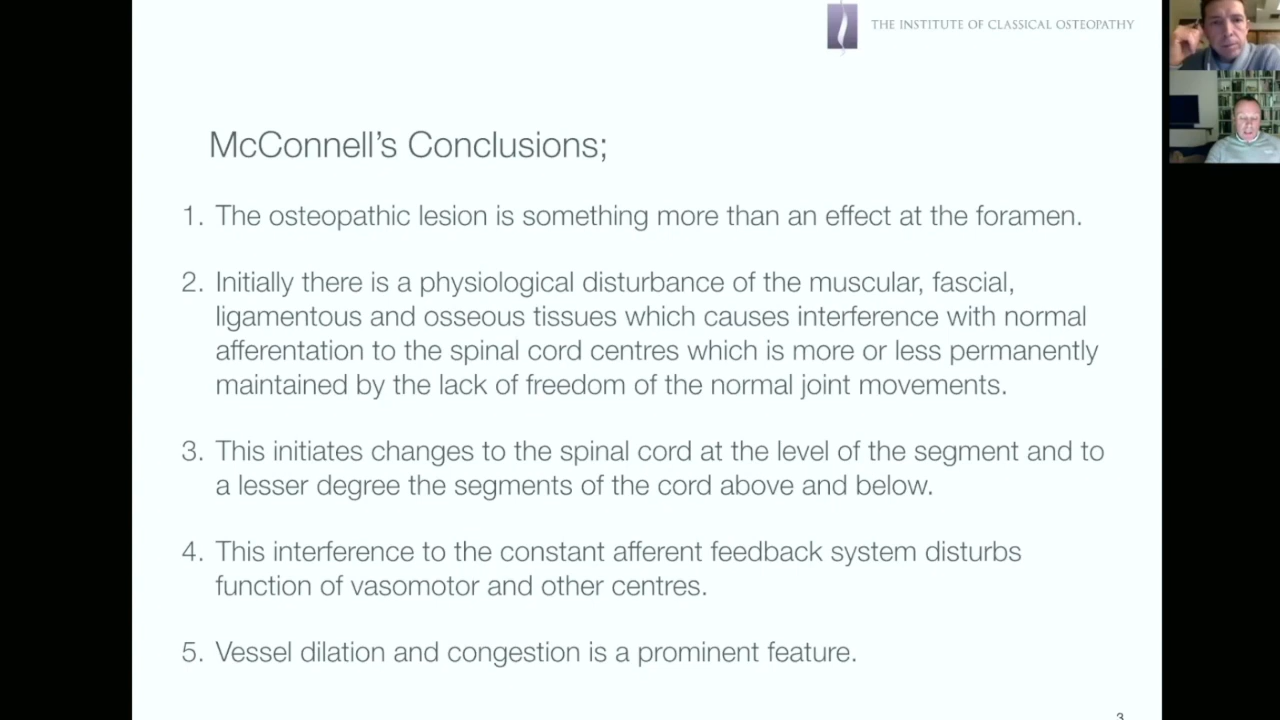 THE INSTITUTE OF CLASSICAL OSTEOPATHY
McConnell's Conclusions;
1. The osteopathic lesion is something more than an effect at the foramen.
2. Initially there is a physiological disturbance of the muscular, fascial,
ligamentous and osseous tissues which causes interference with normal
afferentation to the spinal cord centres which is more or less permanently
maintained by the lack of freedom of the normal joint movements.
3. This initiates changes to the spinal cord at the level of the segment and to
a lesser degree the segments of the cord above and below.
4. This interference to the constant afferent feedback system disturbs
function of vasomotor and other centres.
5. Vessel dilation and congestion is a prominent feature.
3